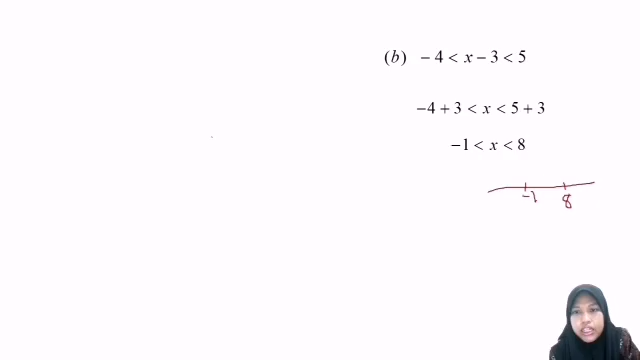 (b) − 4 < x − 3 < 5
−4 + 3 < x < 5 + 3
−1 < x < 8
−1 8